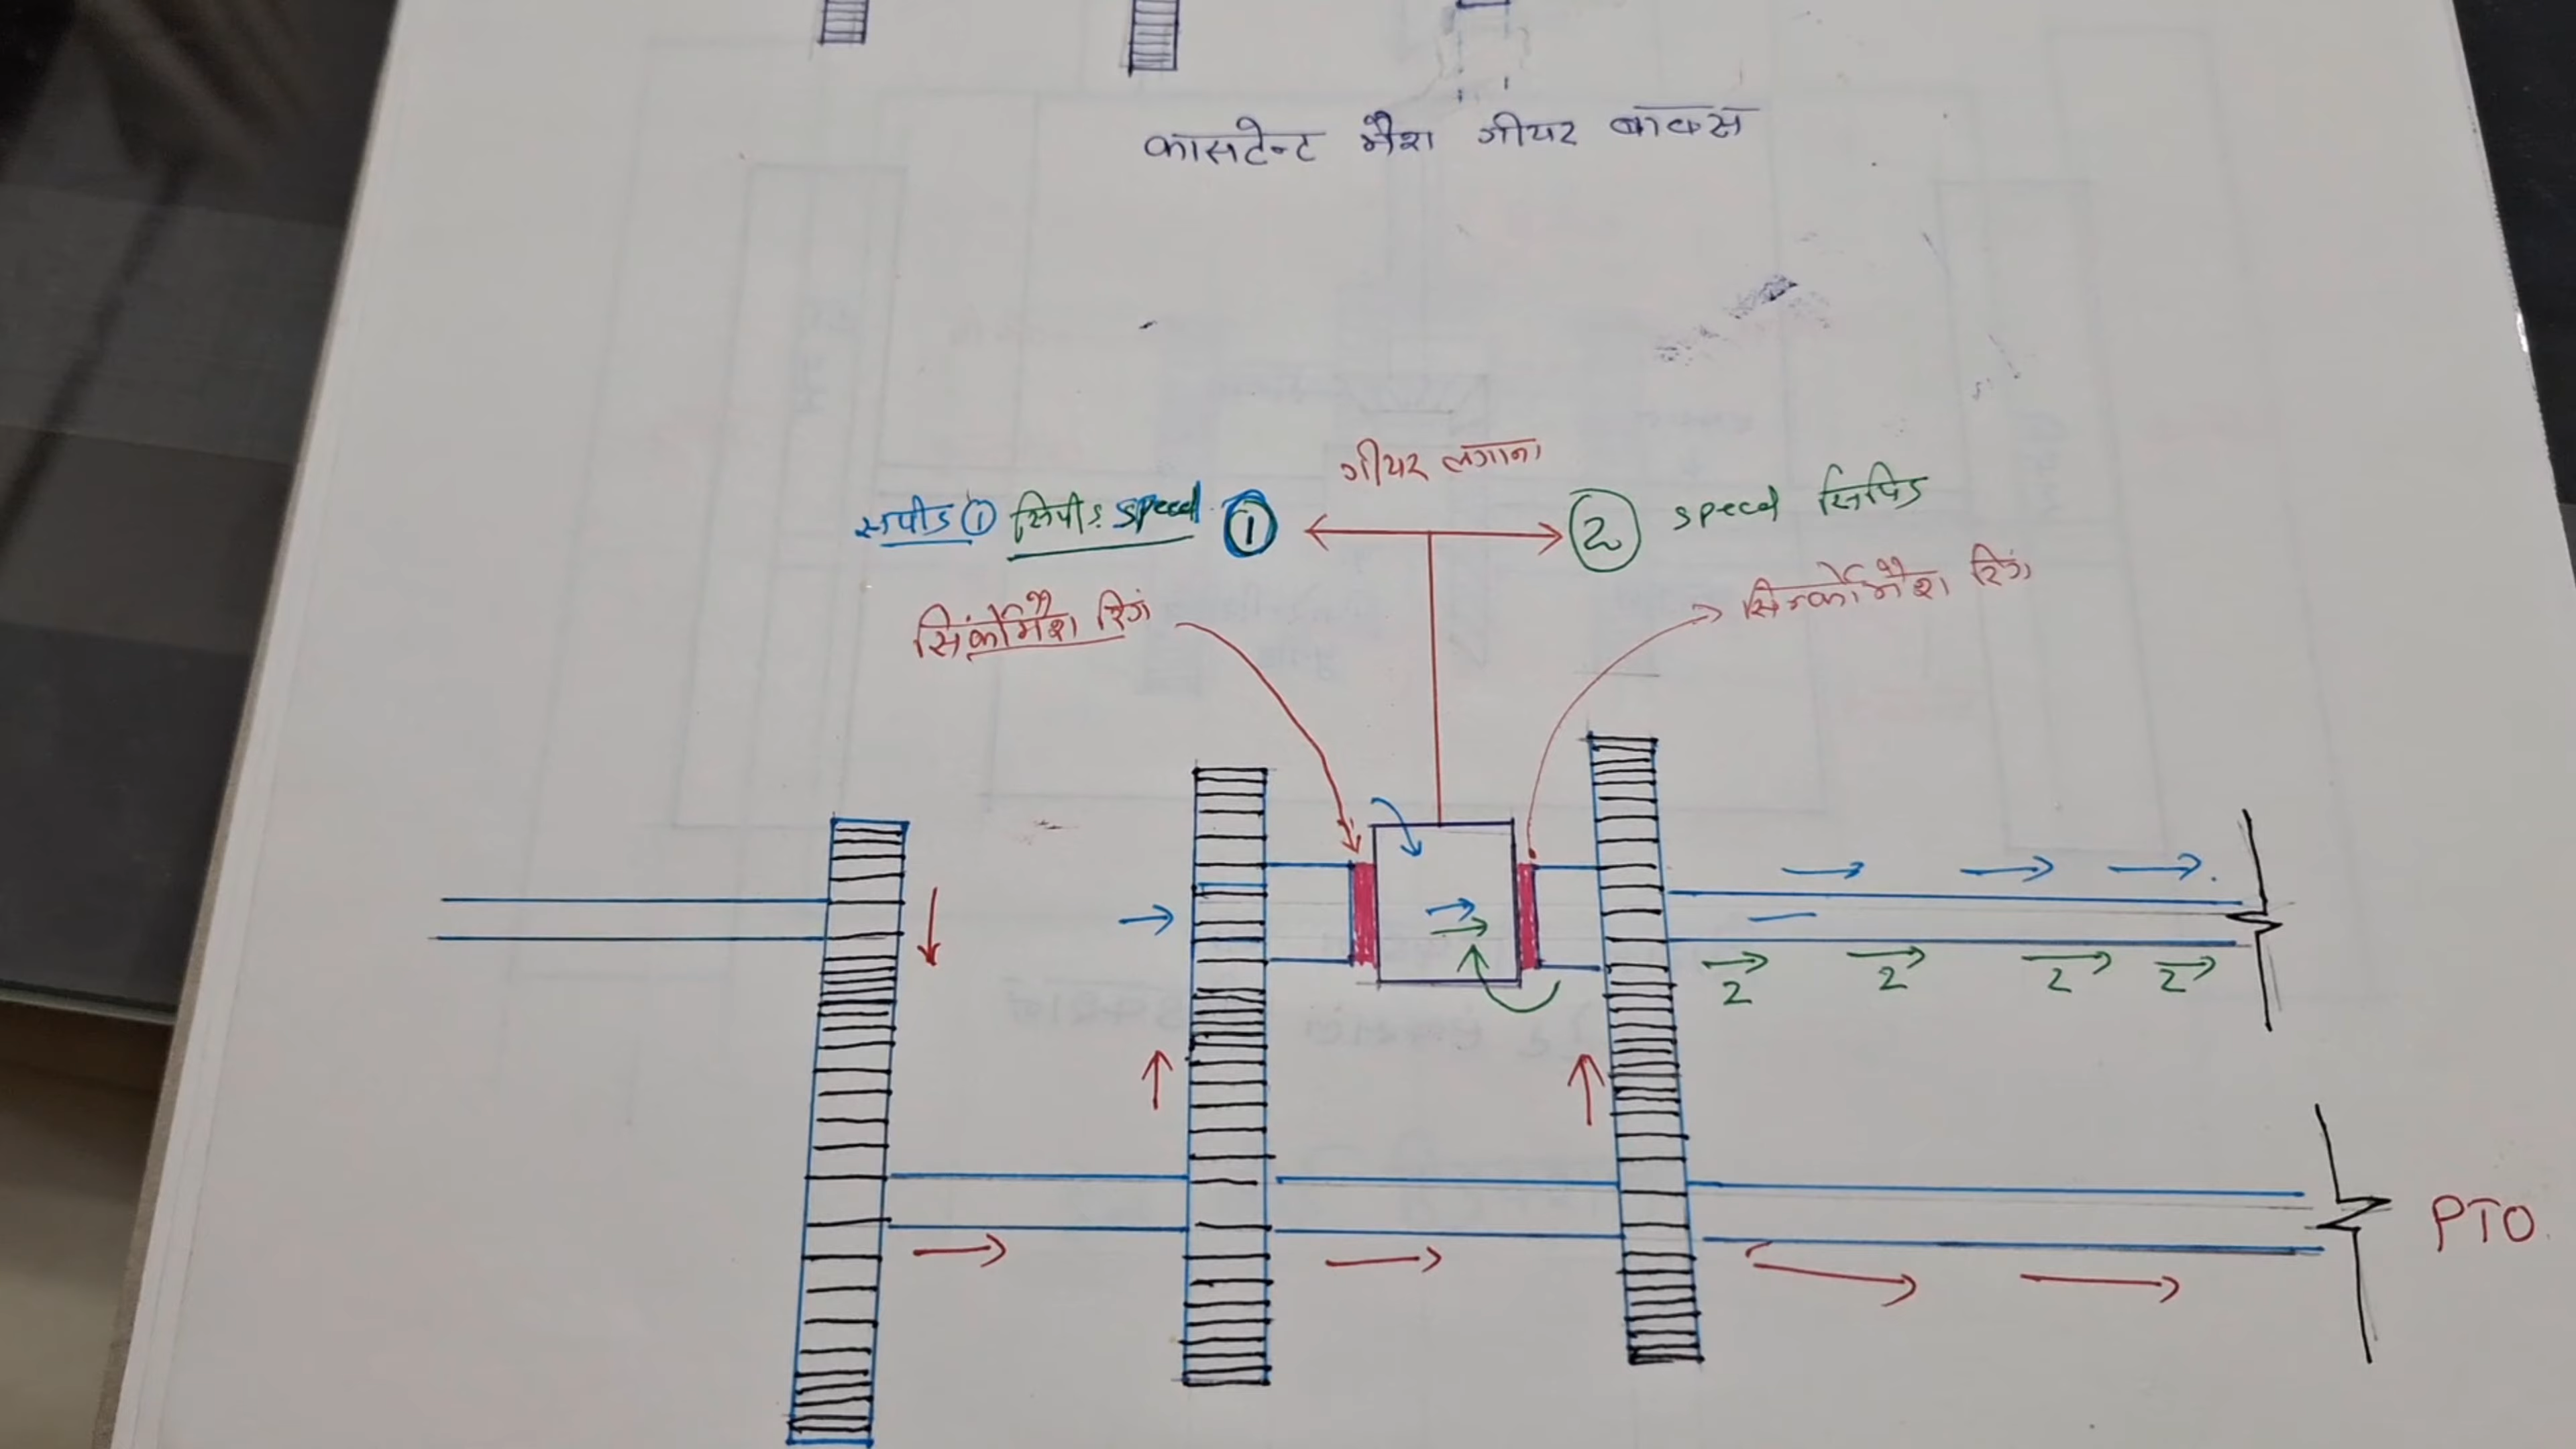 कासटेन्ट मैश गीयर बाक्स
गीयर लगाना
स्पीड 1 सिपीड speed 1
2 speed सिपिड
सिंक्रोमैश रिंग
सिन्क्रोमैश रिंग
2 2 2 2
PTO